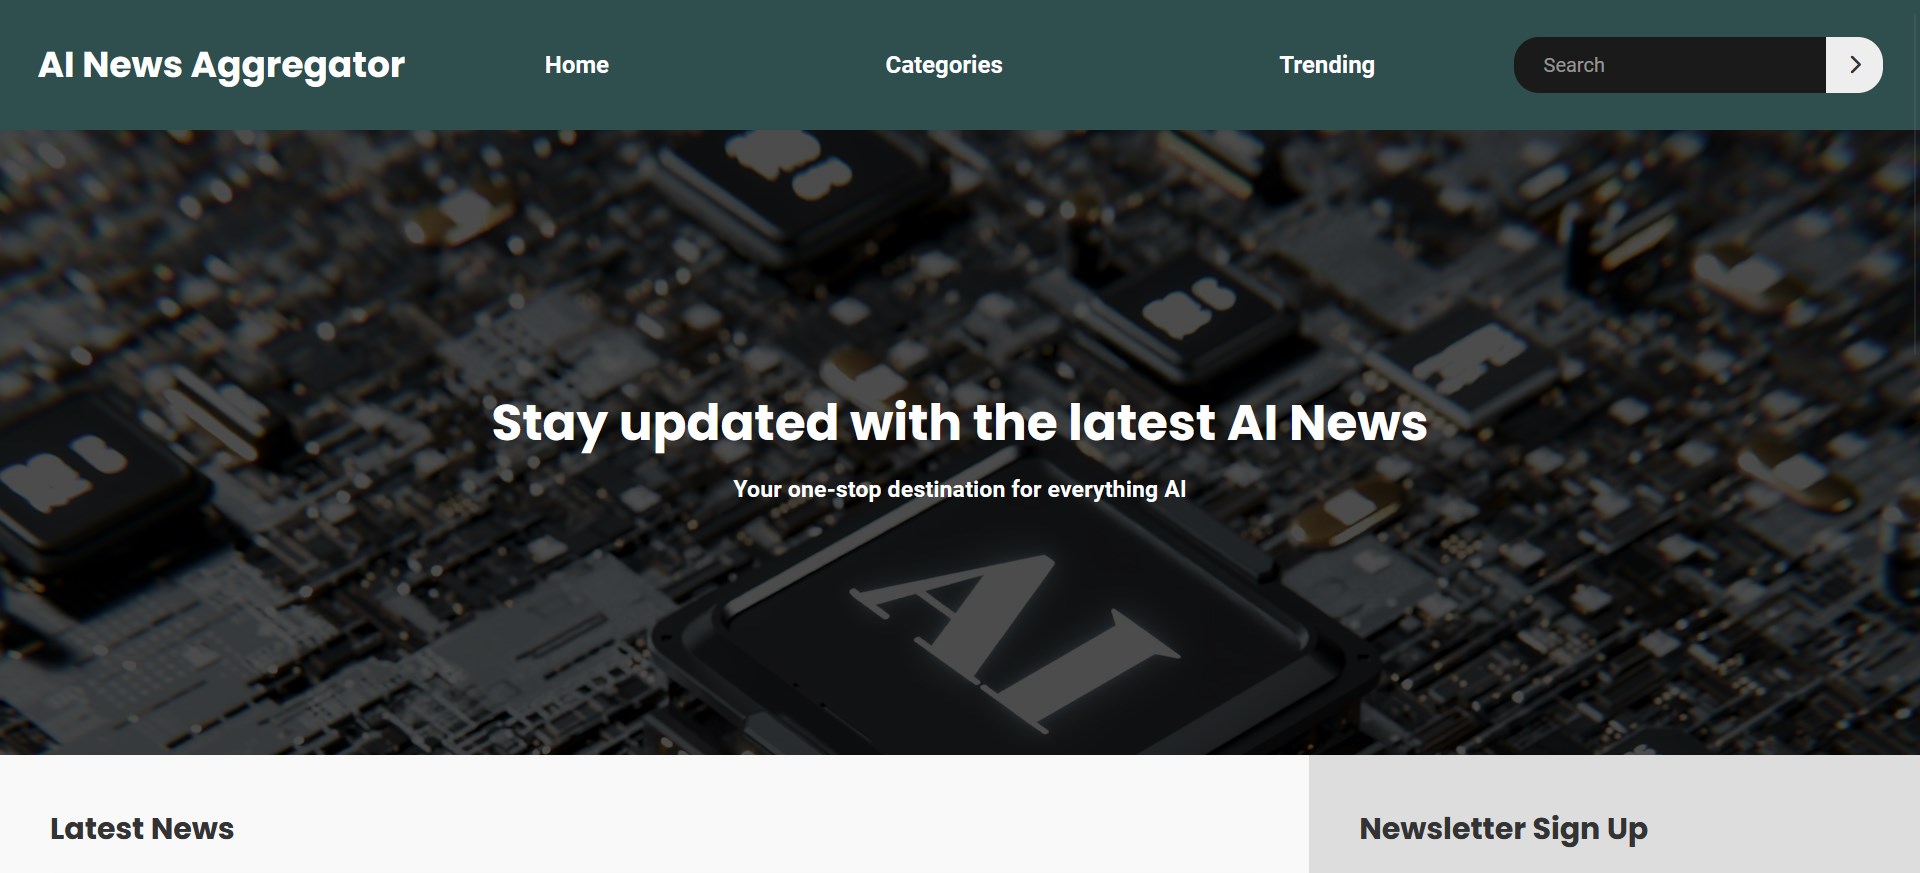 AI News Aggregator
Home
Categories
Trending
Search
Stay updated with the latest AI News
Your one-stop destination for everything AI
AI
Latest News
Newsletter Sign Up